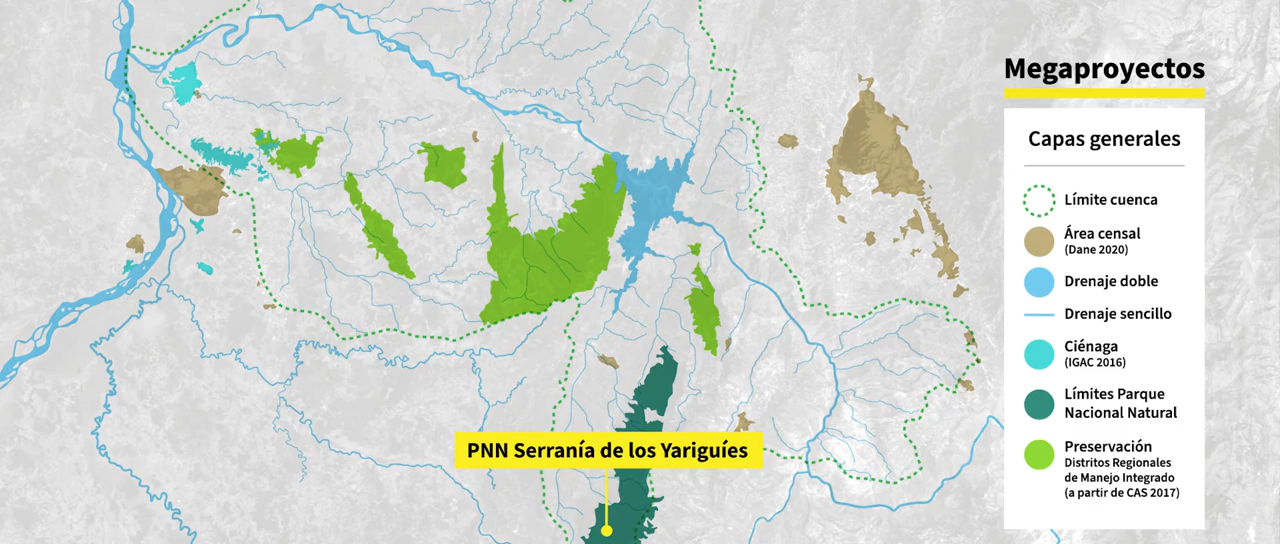 Megaproyectos
Capas generales
Límite cuenca
Área censal
(Dane 2020)
Drenaje doble
Drenaje sencillo
Ciénaga
(IGAC 2016)
Límites Parque
Nacional Natural
Preservación
Distritos Regionales
de Manejo Integrado
(a partir de CAS 2017)
PNN Serranía de los Yariguíes